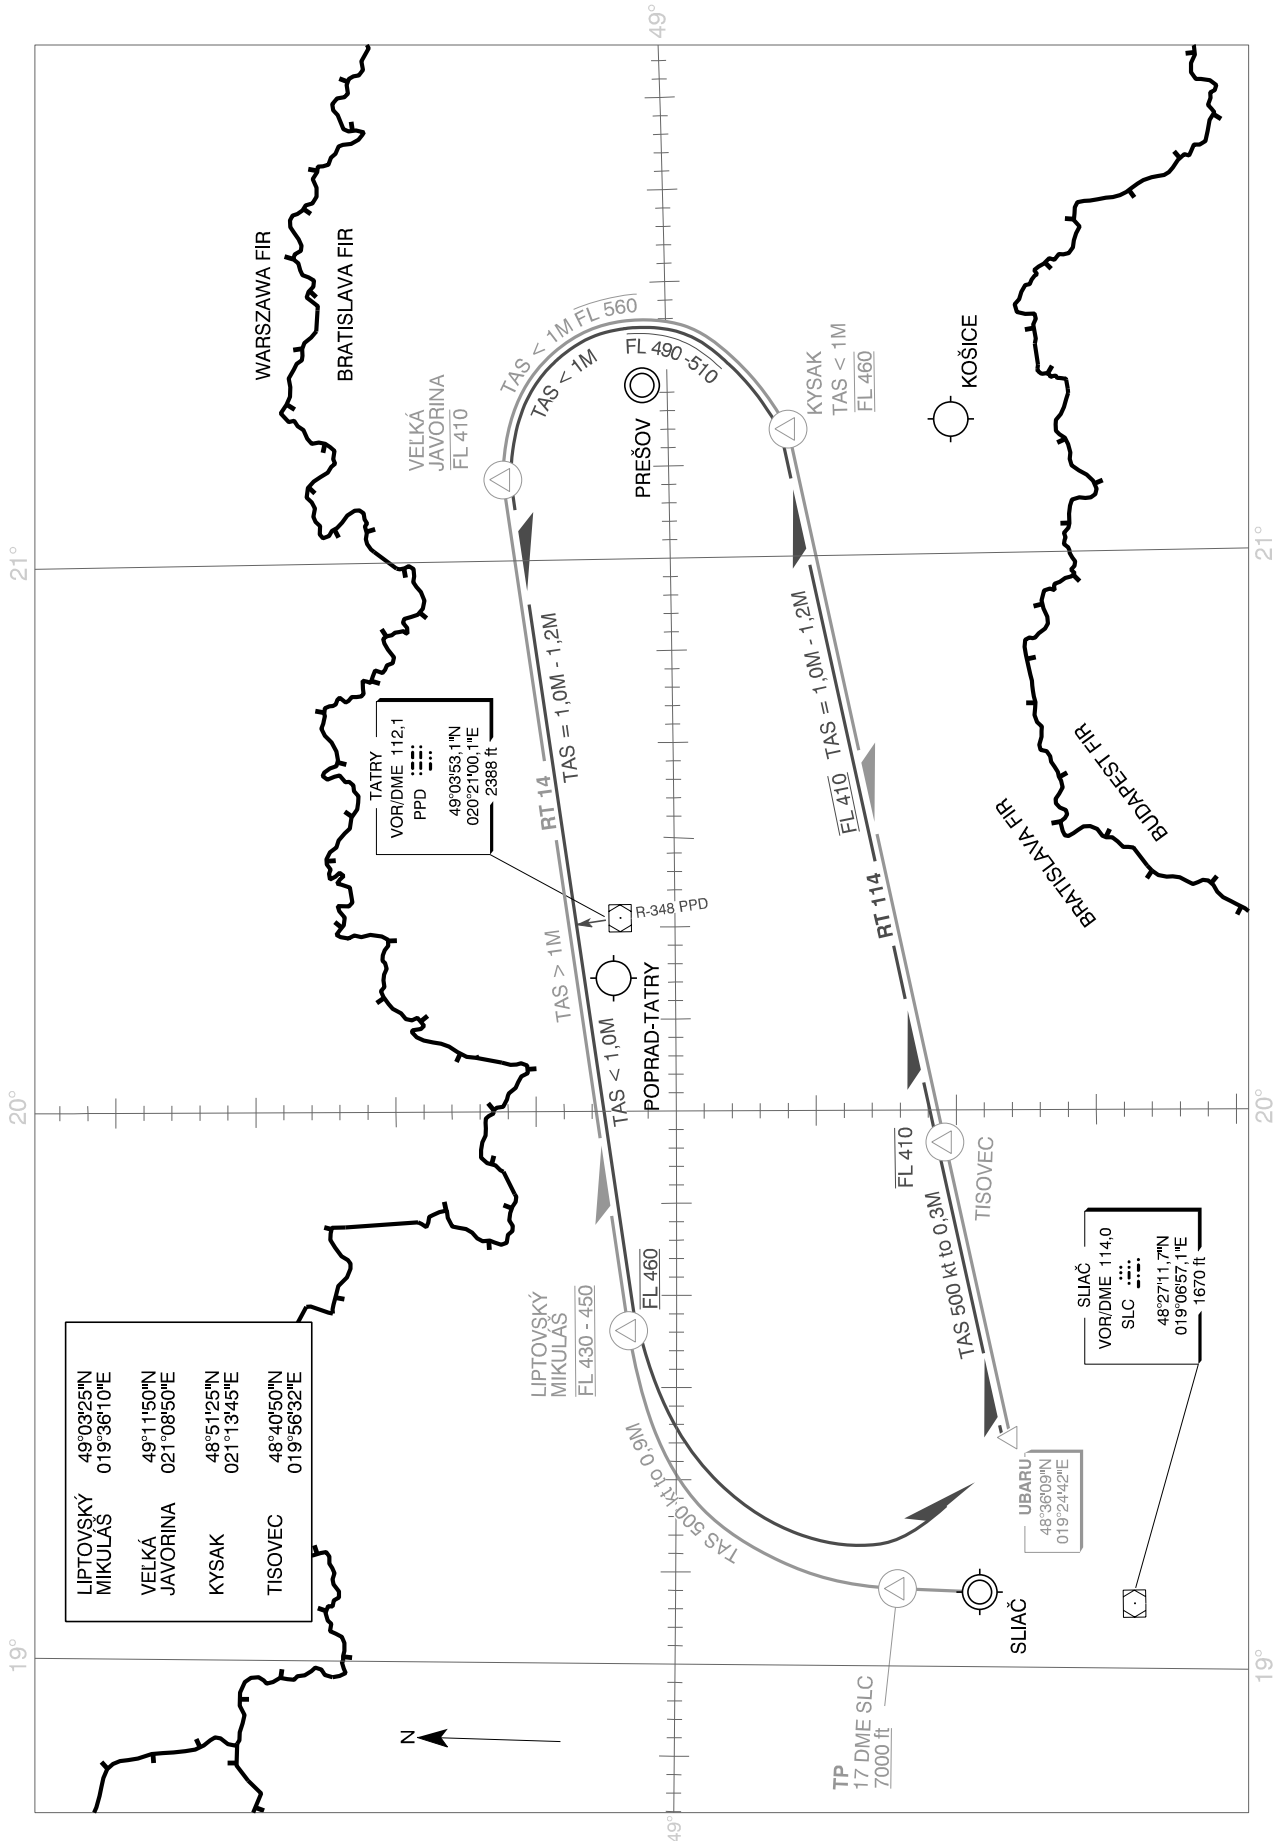 19°
20°
21°
LIPTOVSKÝ 49°03'25"N
MIKULÁŠ 019°36'10"E
VEĽKÁ 49°11'50"N
JAVORINA 021°08'50"E
KYSAK 48°51'25"N
021°13'45"E
TISOVEC 48°40'50"N
019°56'32"E
WARSZAWA FIR
BRATISLAVA FIR
N
TATRY
VOR/DME 112,1
PPD
49°03'53,1"N
020°21'00,1"E
2388 ft
VEĽKÁ
JAVORINA
FL 410
TAS < 1M FL 560
TAS < 1M
FL 490 -510
LIPTOVSKÝ
MIKULÁŠ
FL 430 - 450
TAS > 1M
RT 14
TAS = 1,0M - 1,2M
TAS < 1,0M
FL 460
R-348 PPD
POPRAD-TATRY
PREŠOV
49°
49°
TAS 500 kt to 0,9M
KYSAK
TAS < 1M
FL 460
TAS = 1,0M - 1,2M
FL 410
RT 114
KOŠICE
TP
17 DME SLC
7000 ft
FL 410
TAS 500 kt to 0,3M
TISOVEC
SLIAČ
UBARU
48°36'09"N
019°24'42"E
BRATISLAVA FIR
BUDAPEST FIR
SLIAČ
VOR/DME 114,0
SLC
48°27'11,7"N
019°06'57,1"E
1670 ft
19°
20°
21°